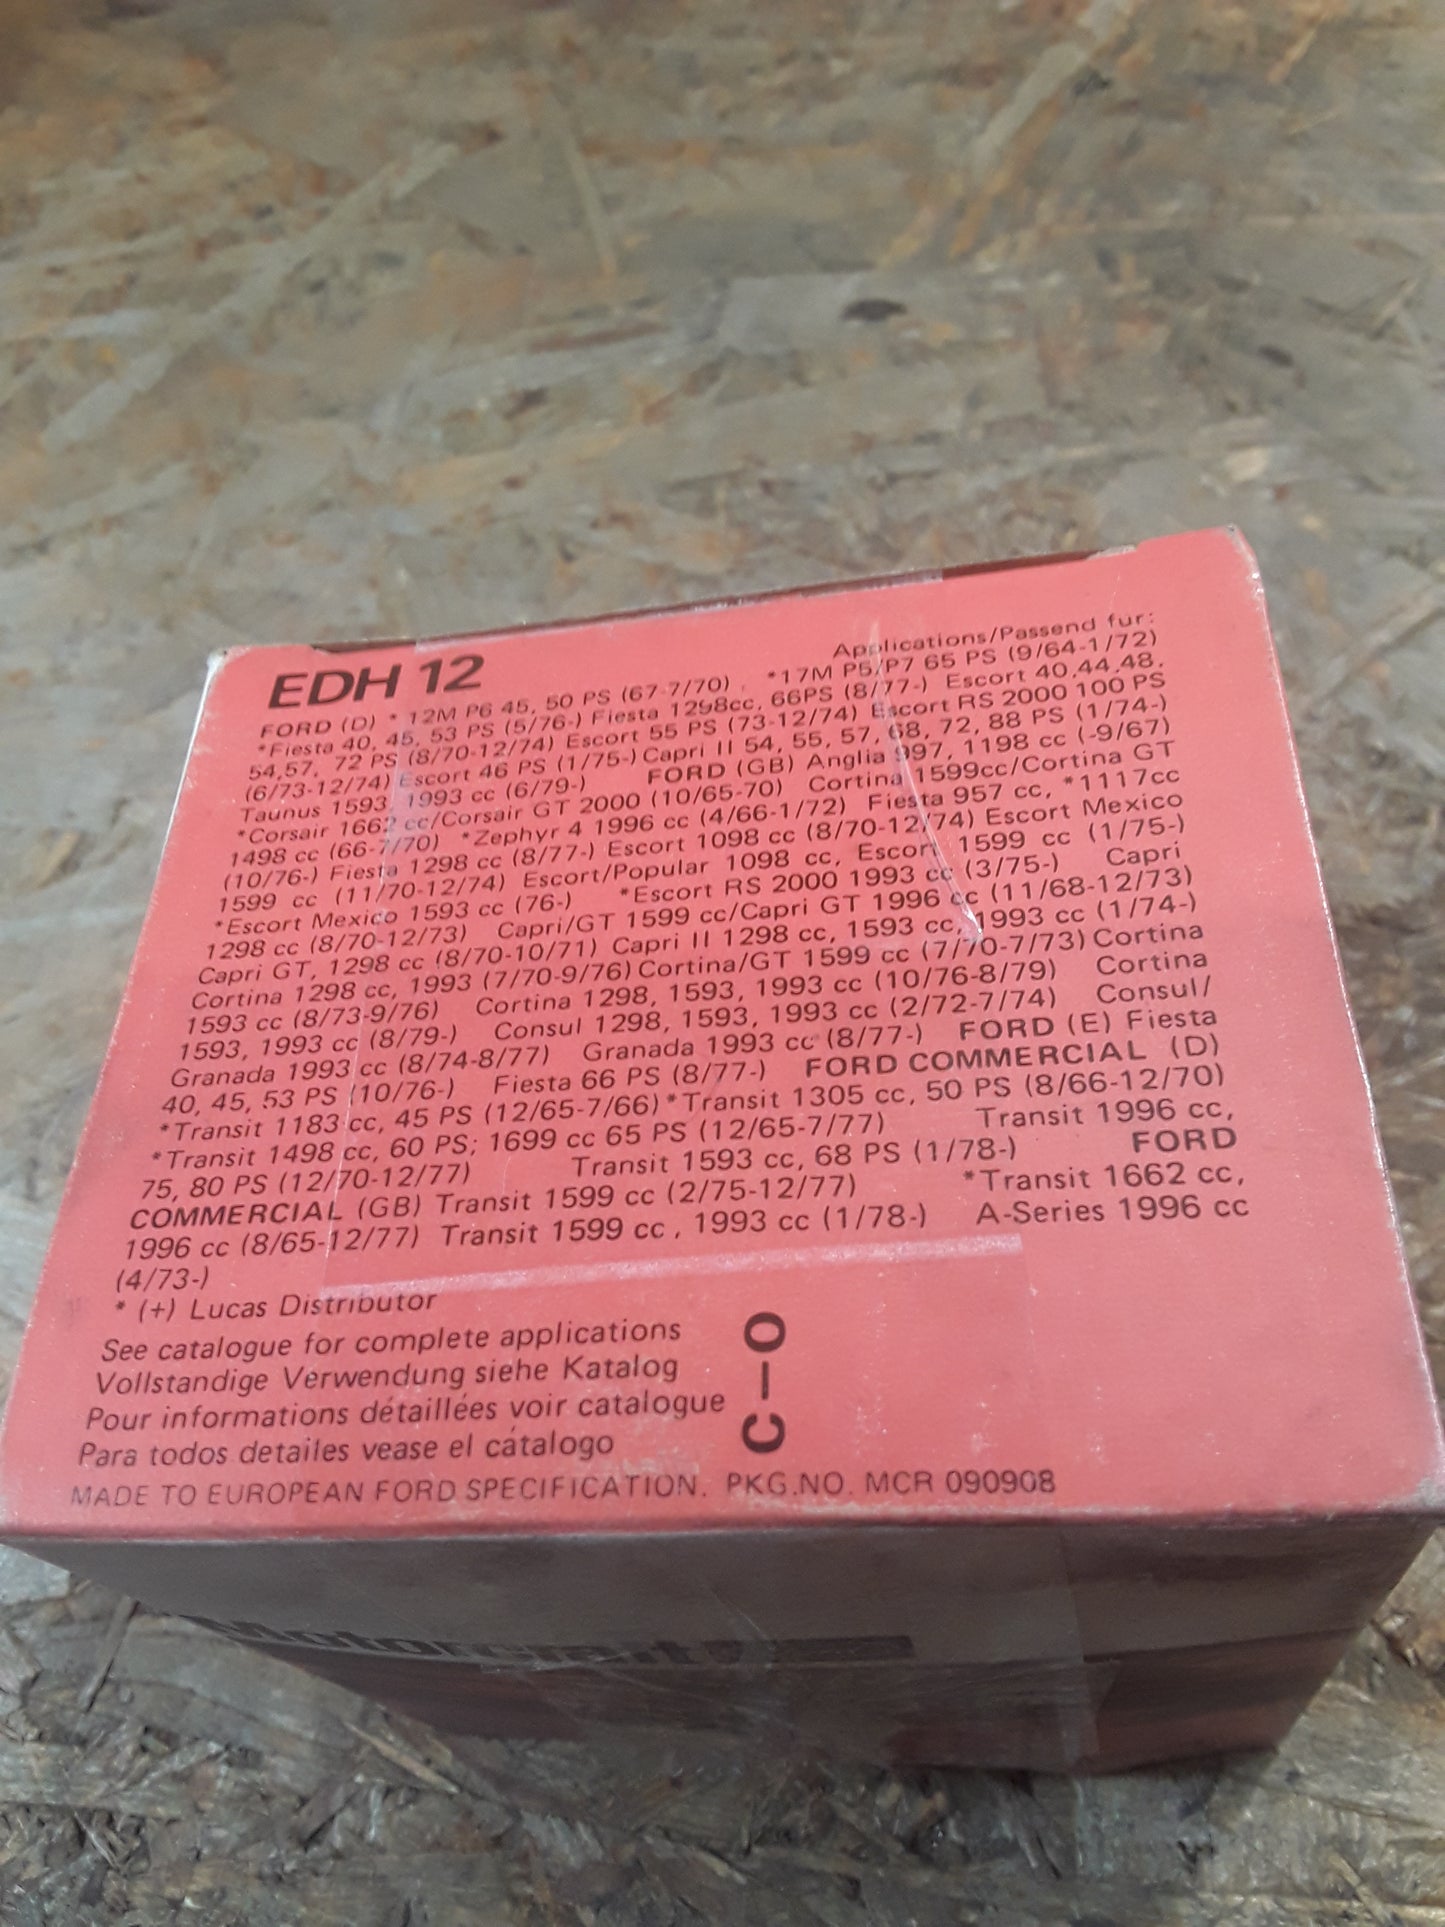 EDH 12
Applications/Passend fur:
FORD (D) * 12M P6 45, 50 PS (67-7/70) *17M P5/P7 65 PS (9/64-1/72)
*Fiesta 40, 45, 53 PS (5/76-) Fiesta 1298cc, 66PS (8/77-) Escort 40,44,48,
54,57, 72 PS (8/70-12/74) Escort 55 PS (73-12/74) Escort RS 2000 100 PS
(6/73-12/74) Escort 46 PS (1/75-) Capri II 54, 55, 57, 68, 72, 88 PS (1/74-)
Taunus 1593, 1993 cc (6/79-) FORD (GB) Anglia 997, 1198 cc (-9/67)
*Corsair 1662 cc/Corsair GT 2000 (10/65-70) Cortina 1599cc/Cortina GT
1498 cc (66-7/70) *Zephyr 4 1996 cc (4/66-1/72) Fiesta 957 cc, *1117cc
(10/76-) Fiesta 1298 cc (8/77-) Escort 1098 cc (8/70-12/74) Escort Mexico
1599 cc (11/70-12/74) Escort/Popular 1098 cc, Escort 1599 cc (1/75-)
*Escort Mexico 1593 cc (76-) *Escort RS 2000 1993 cc (3/75-) Capri
1298 cc (8/70-12/73) Capri/GT 1599 cc/Capri GT 1996 cc (11/68-12/73)
Capri GT, 1298 cc (8/70-10/71) Capri II 1298 cc, 1593 cc, 1993 cc (1/74-)
Cortina 1298 cc, 1993 (7/70-9/76) Cortina/GT 1599 cc (7/70-7/73) Cortina
1593 cc (8/73-9/76) Cortina 1298, 1593, 1993 cc (10/76-8/79) Cortina
1593, 1993 cc (8/79-) Consul 1298, 1593, 1993 cc (2/72-7/74) Consul/
Granada 1993 cc (8/74-8/77) Granada 1993 cc (8/77-) FORD (E) Fiesta
40, 45, 53 PS (10/76-) Fiesta 66 PS (8/77-) FORD COMMERCIAL (D)
*Transit 1183 cc, 45 PS (12/65-7/66) *Transit 1305 cc, 50 PS (8/66-12/70)
*Transit 1498 cc, 60 PS; 1699 cc 65 PS (12/65-7/77) Transit 1996 cc,
75, 80 PS (12/70-12/77) Transit 1593 cc, 68 PS (1/78-) FORD
COMMERCIAL (GB) Transit 1599 cc (2/75-12/77) *Transit 1662 cc,
1996 cc (8/65-12/77) Transit 1599 cc, 1993 cc (1/78-) A-Series 1996 cc
(4/73-)
* (+) Lucas Distributor
See catalogue for complete applications
Vollstandige Verwendung siehe Katalog
Pour informations détaillées voir catalogue
Para todos detailes vease el cátalogo
C–O
MADE TO EUROPEAN FORD SPECIFICATION. PKG.NO. MCR 090908
Motorcraft